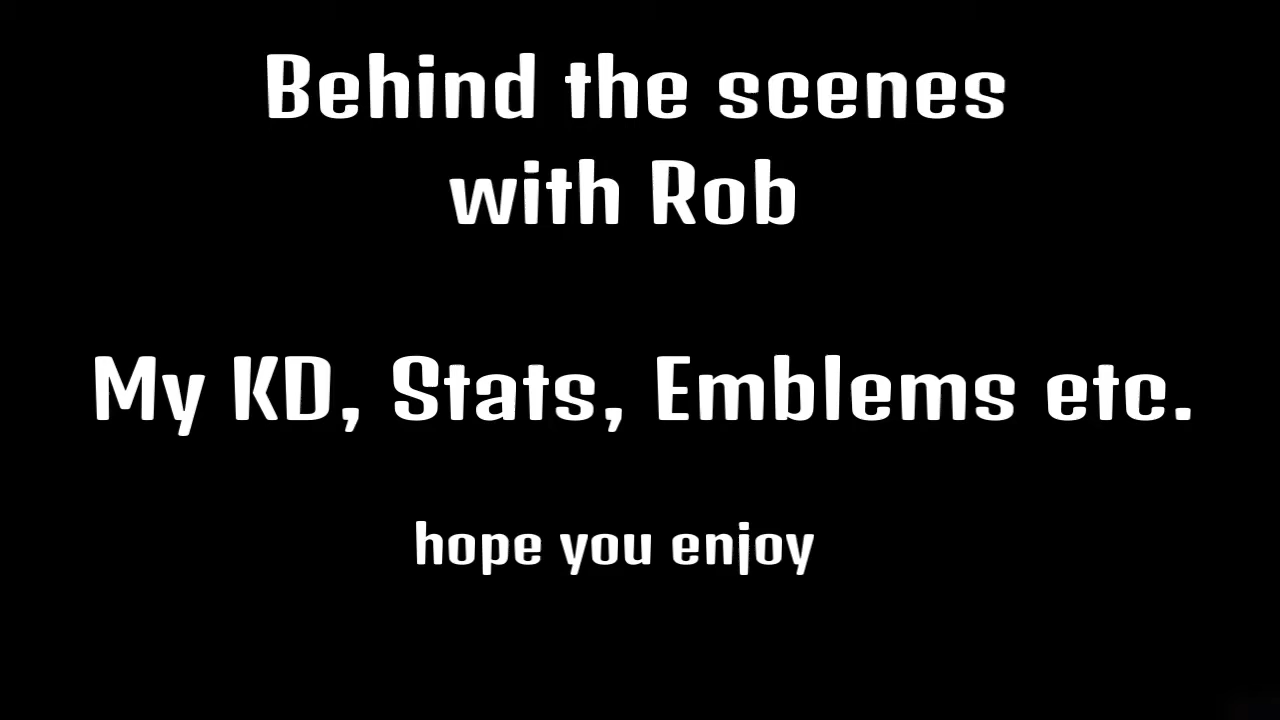 Behind the scenes
with Rob
My KD, Stats, Emblems etc.
hope you enjoy